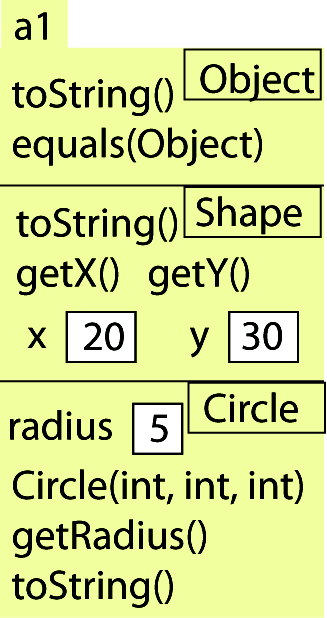 a1
Object
toString()
equals(Object)
Shape
toString()
getX() getY()
x 20 y 30
Circle
radius 5
Circle(int, int, int)
getRadius()
toString()